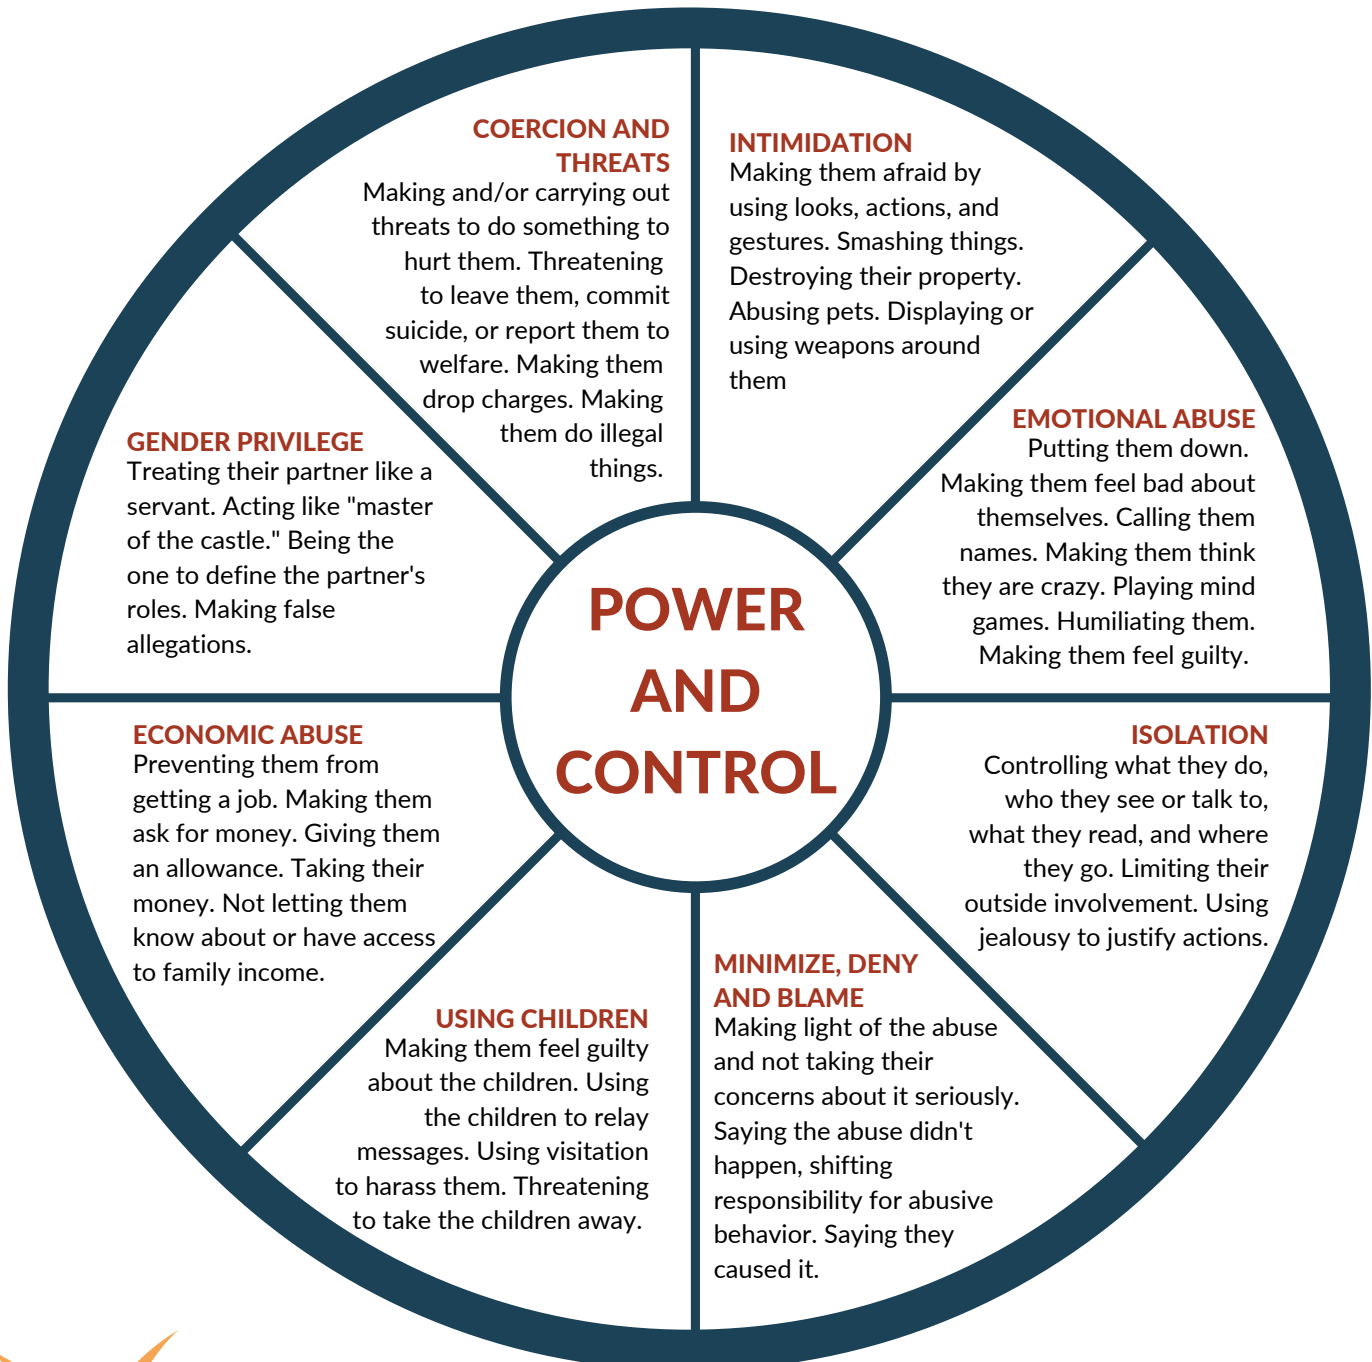 COERCION AND
THREATS
Making and/or carrying out
threats to do something to
hurt them. Threatening
to leave them, commit
suicide, or report them to
welfare. Making them
drop charges. Making
them do illegal
things.
INTIMIDATION
Making them afraid by
using looks, actions, and
gestures. Smashing things.
Destroying their property.
Abusing pets. Displaying or
using weapons around
them
EMOTIONAL ABUSE
Putting them down.
Making them feel bad about
themselves. Calling them
names. Making them think
they are crazy. Playing mind
games. Humiliating them.
Making them feel guilty.
ISOLATION
Controlling what they do,
who they see or talk to,
what they read, and where
they go. Limiting their
outside involvement. Using
jealousy to justify actions.
MINIMIZE, DENY
AND BLAME
Making light of the abuse
and not taking their
concerns about it seriously.
Saying the abuse didn't
happen, shifting
responsibility for abusive
behavior. Saying they
caused it.
USING CHILDREN
Making them feel guilty
about the children. Using
the children to relay
messages. Using visitation
to harass them. Threatening
to take the children away.
ECONOMIC ABUSE
Preventing them from
getting a job. Making them
ask for money. Giving them
an allowance. Taking their
money. Not letting them
know about or have access
to family income.
GENDER PRIVILEGE
Treating their partner like a
servant. Acting like "master
of the castle." Being the
one to define the partner's
roles. Making false
allegations.
POWER
AND
CONTROL